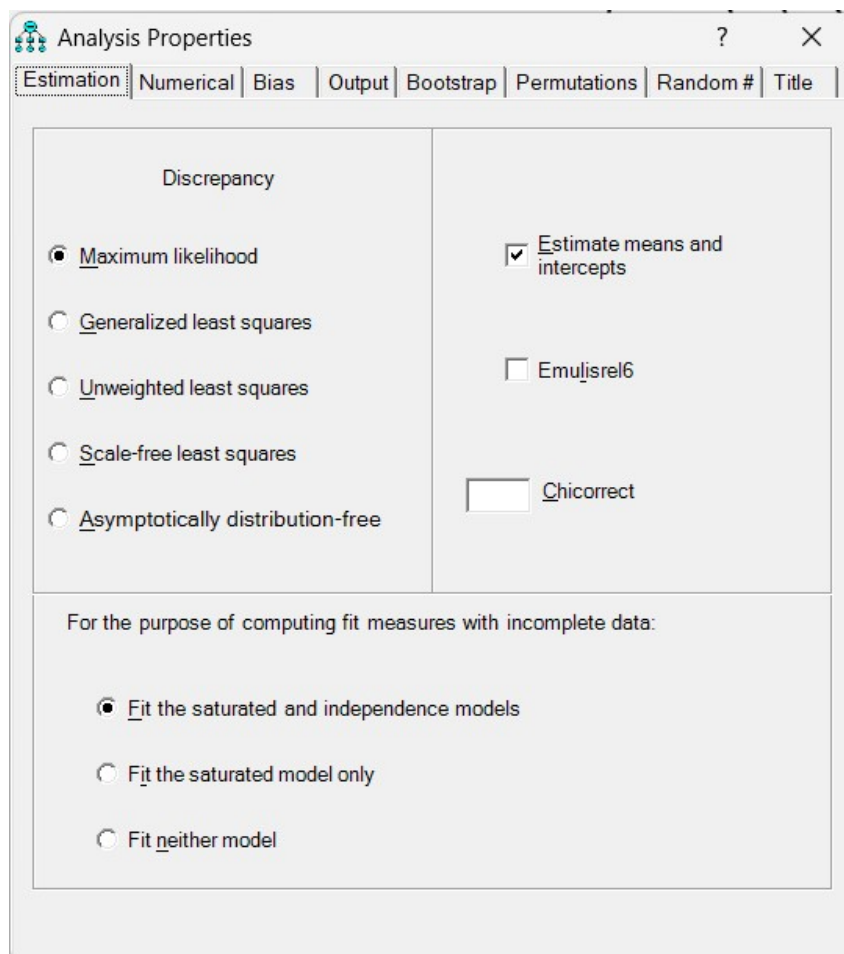 Analysis Properties ? ×
Estimation Numerical Bias Output Bootstrap Permutations Random # Title
Discrepancy
Maximum likelihood
Generalized least squares
Unweighted least squares
Scale-free least squares
Asymptotically distribution-free
Estimate means and
intercepts
Emulisrel6
Chicorrect
For the purpose of computing fit measures with incomplete data:
Fit the saturated and independence models
Fit the saturated model only
Fit neither model